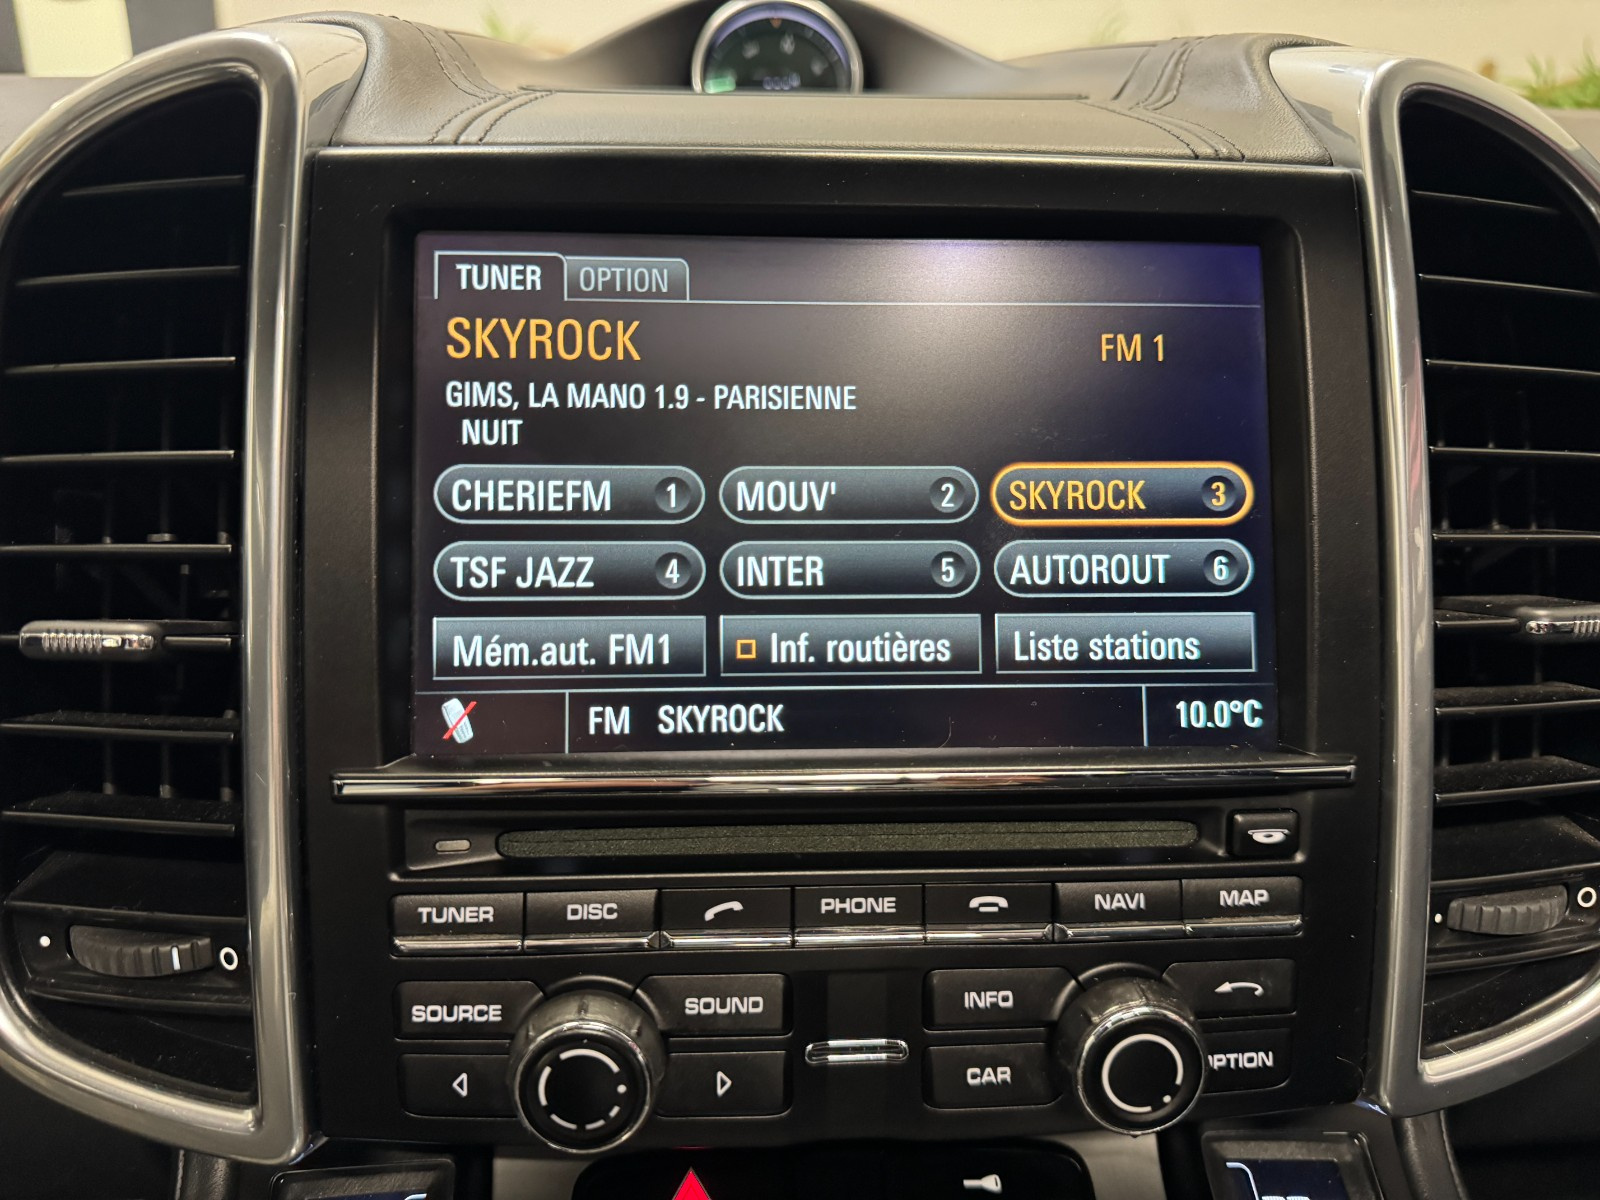 TUNER OPTION
SKYROCK FM 1
GIMS, LA MANO 1.9 - PARISIENNE
NUIT
CHERIEFM 1 MOUV' 2 SKYROCK 3
TSF JAZZ 4 INTER 5 AUTOROUT 6
Mém.aut. FM1 Inf. routières Liste stations
FM SKYROCK 10.0°C
TUNER DISC PHONE NAVI MAP
SOURCE SOUND INFO
CAR OPTION